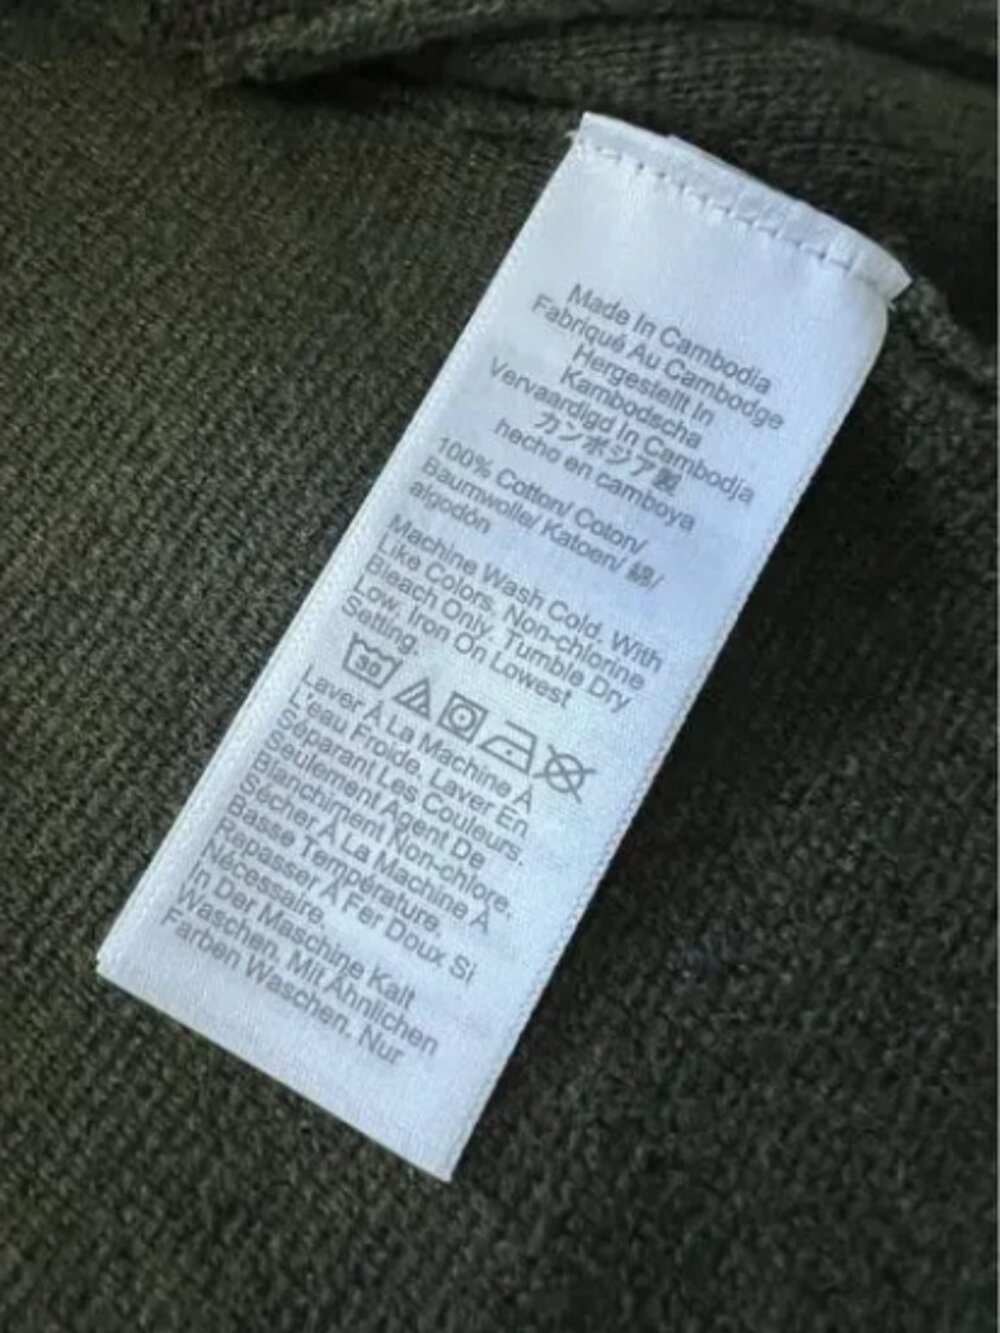 Made In Cambodia
Fabriqué Au Cambodge
Hergestellt In
Kambodscha
Vervaardigd In Cambodja
カンボジア製
hecho en camboya
100% Cotton/ Coton/
Baumwolle/ Katoen/ 綿/
algodón
Machine Wash Cold. With
Like Colors. Non-chlorine
Bleach Only. Tumble Dry
Low. Iron On Lowest
Setting.
30
Laver À La Machine À
L'eau Froide. Laver En
Séparant Les Couleurs.
Seulement Agent De
Blanchiment Non-chlore.
Sécher À La Machine À
Basse Température.
Repasser À Fer Doux Si
Nécessaire.
In Der Maschine Kalt
Waschen. Mit Ähnlichen
Farben Waschen. Nur